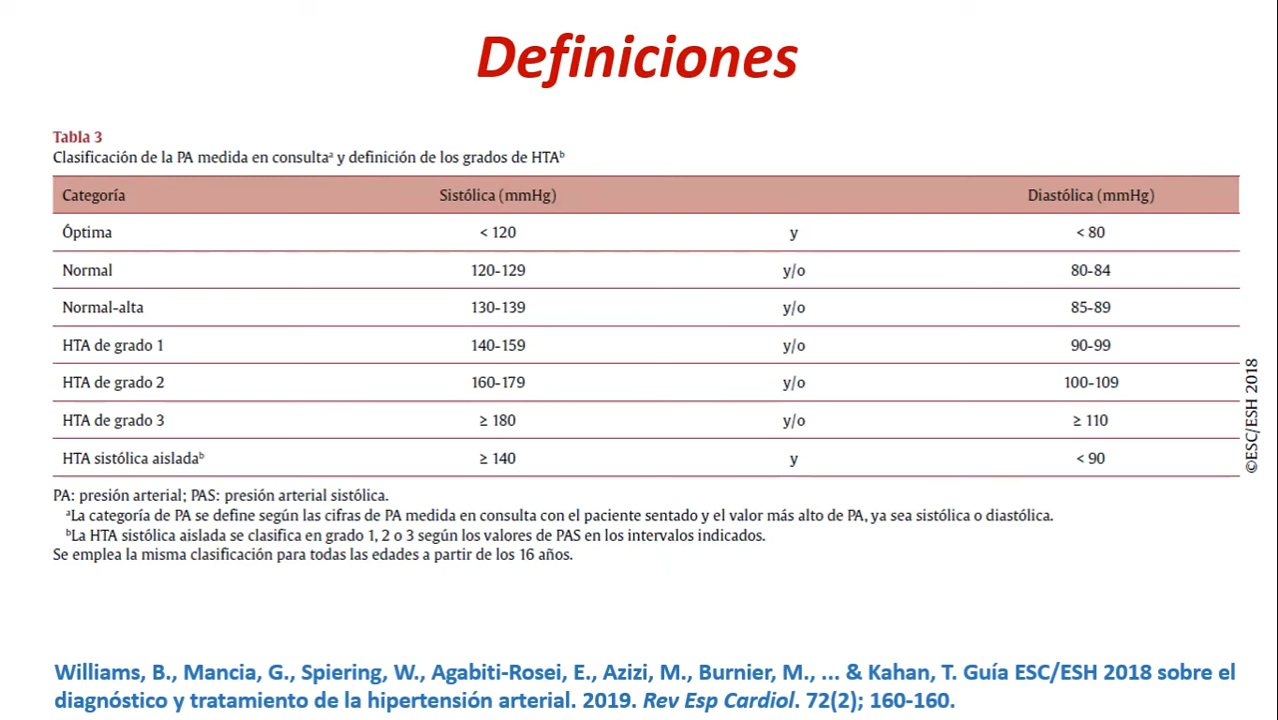 Definiciones
Tabla 3
Clasificación de la PA medida en consultaª y definición de los grados de HTAᵇ
Categoría Sistólica (mmHg) Diastólica (mmHg)
Óptima < 120 y < 80
Normal 120-129 y/o 80-84
Normal-alta 130-139 y/o 85-89
HTA de grado 1 140-159 y/o 90-99
HTA de grado 2 160-179 y/o 100-109
HTA de grado 3 ≥ 180 y/o ≥ 110
HTA sistólica aisladaᵇ ≥ 140 y < 90
©ESC/ESH 2018
PA: presión arterial; PAS: presión arterial sistólica.
ªLa categoría de PA se define según las cifras de PA medida en consulta con el paciente sentado y el valor más alto de PA, ya sea sistólica o diastólica.
ᵇLa HTA sistólica aislada se clasifica en grado 1, 2 o 3 según los valores de PAS en los intervalos indicados.
Se emplea la misma clasificación para todas las edades a partir de los 16 años.
Williams, B., Mancia, G., Spiering, W., Agabiti-Rosei, E., Azizi, M., Burnier, M., ... & Kahan, T. Guía ESC/ESH 2018 sobre el
diagnóstico y tratamiento de la hipertensión arterial. 2019. Rev Esp Cardiol. 72(2); 160-160.